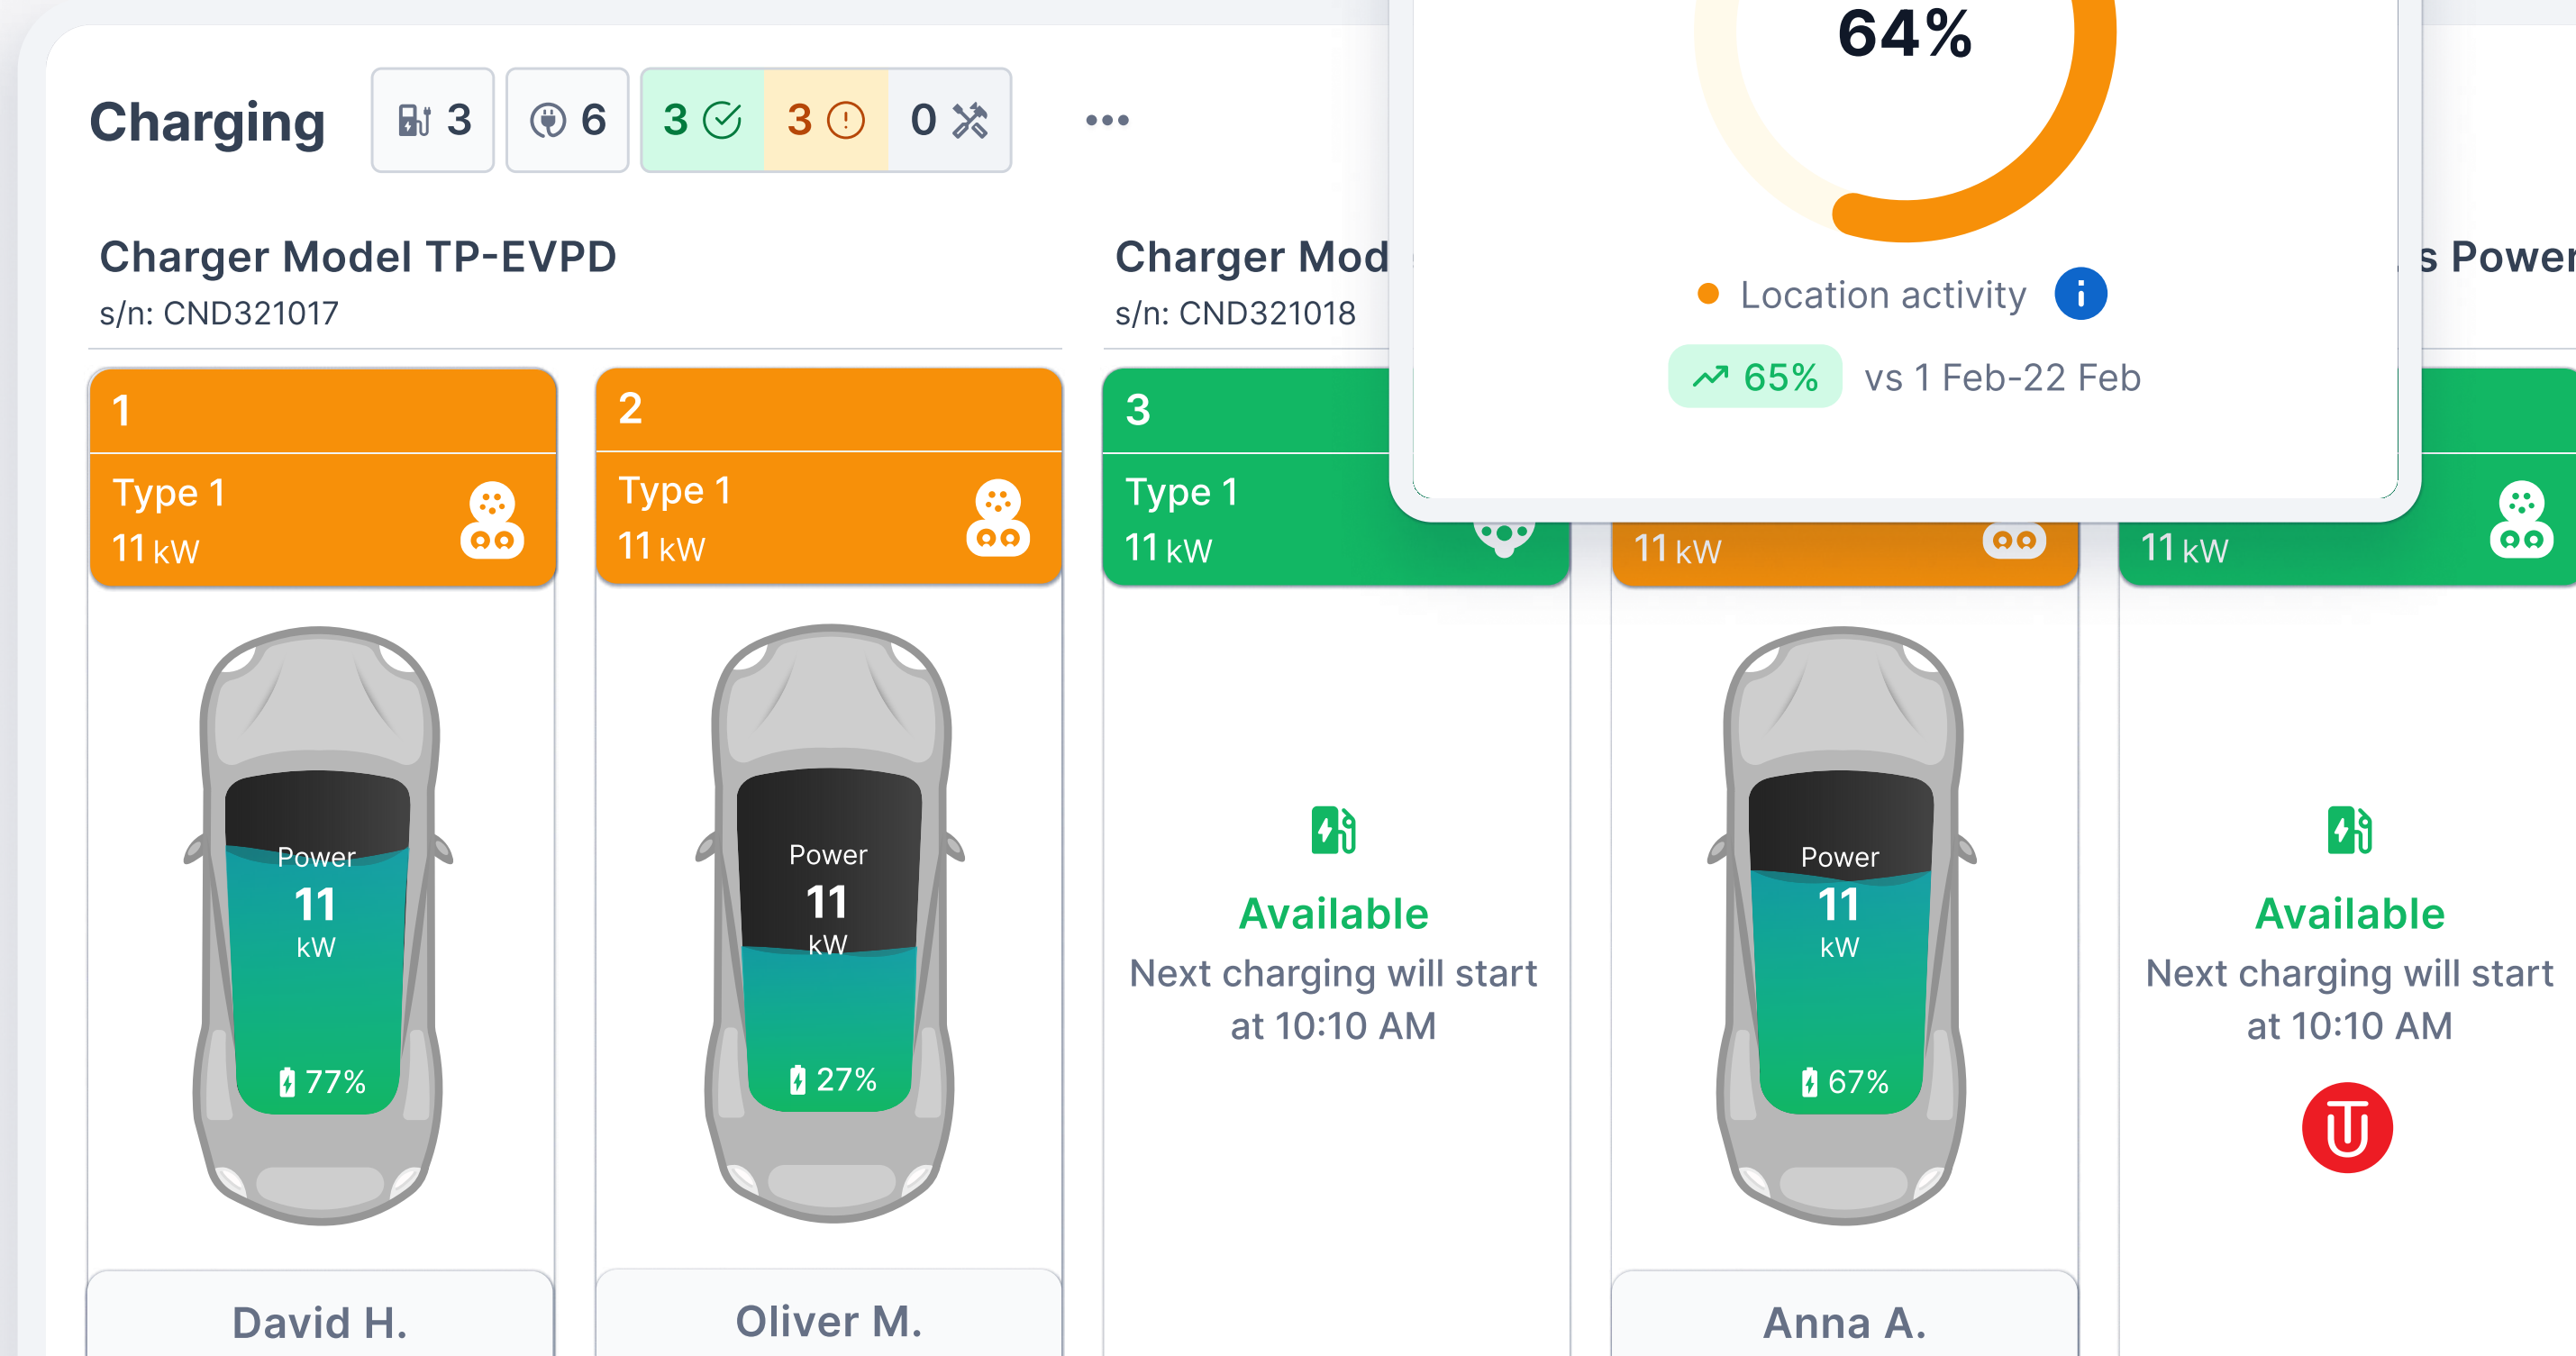 64%
Charging
3
6
3
3
0
Location activity
65% vs 1 Feb-22 Feb
Charger Model TP-EVPD
s/n: CND321017
Charger Mod
s/n: CND321018
s Power
1
Type 1
11 kW
2
Type 1
11 kW
3
Type 1
11 kW
11 kW
11 kW
Power
11
kW
77%
David H.
Power
11
kW
27%
Oliver M.
Available
Next charging will start
at 10:10 AM
Power
11
kW
67%
Anna A.
Available
Next charging will start
at 10:10 AM